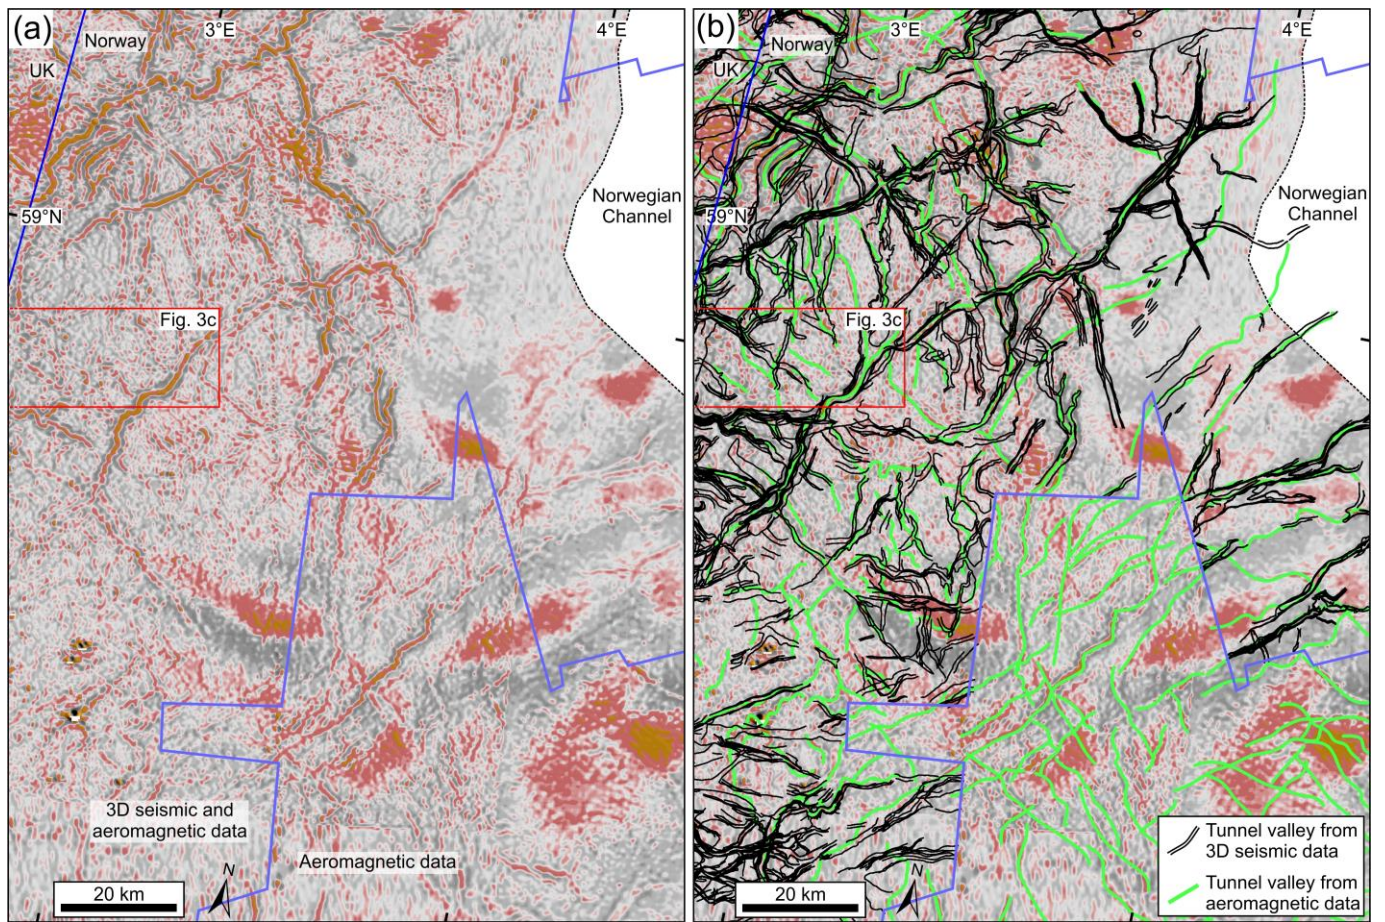 (a)
Norway
3°E
4°E
UK
59°N
Norwegian
Channel
Fig. 3c
3D seismic and
aeromagnetic data
Aeromagnetic data
20 km
N
(b)
Norway
3°E
4°E
UK
59°N
Norwegian
Channel
Fig. 3c
20 km
N
Tunnel valley from
3D seismic data
Tunnel valley from
aeromagnetic data